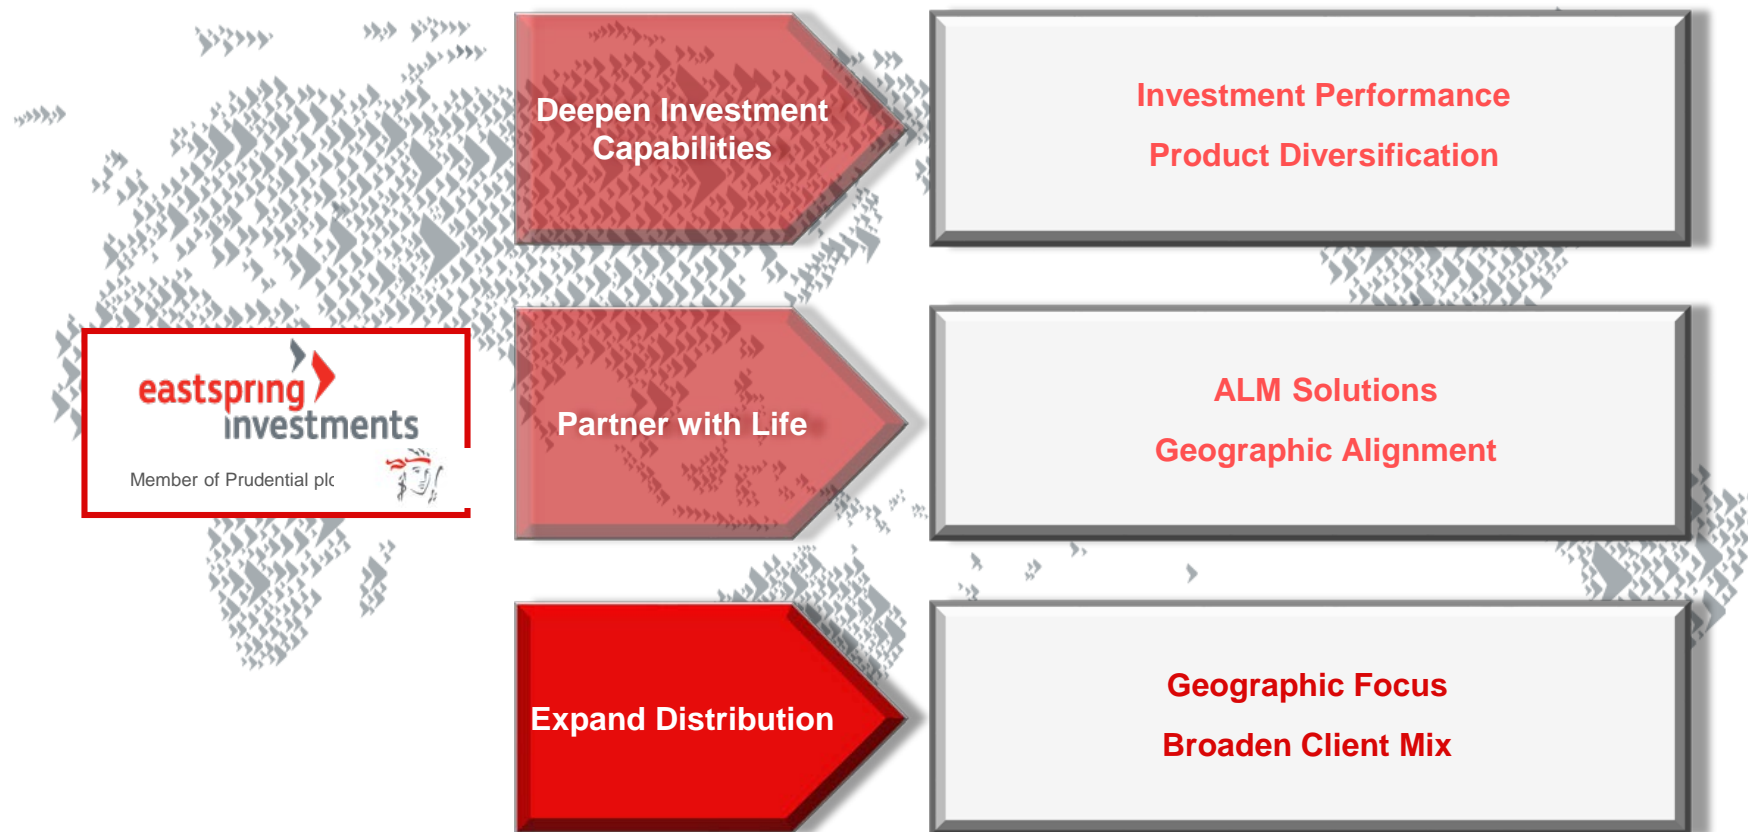 Deepen Investment
Capabilities
Investment Performance
Product Diversification
eastspring
investments
Member of Prudential plc
Partner with Life
ALM Solutions
Geographic Alignment
Expand Distribution
Geographic Focus
Broaden Client Mix